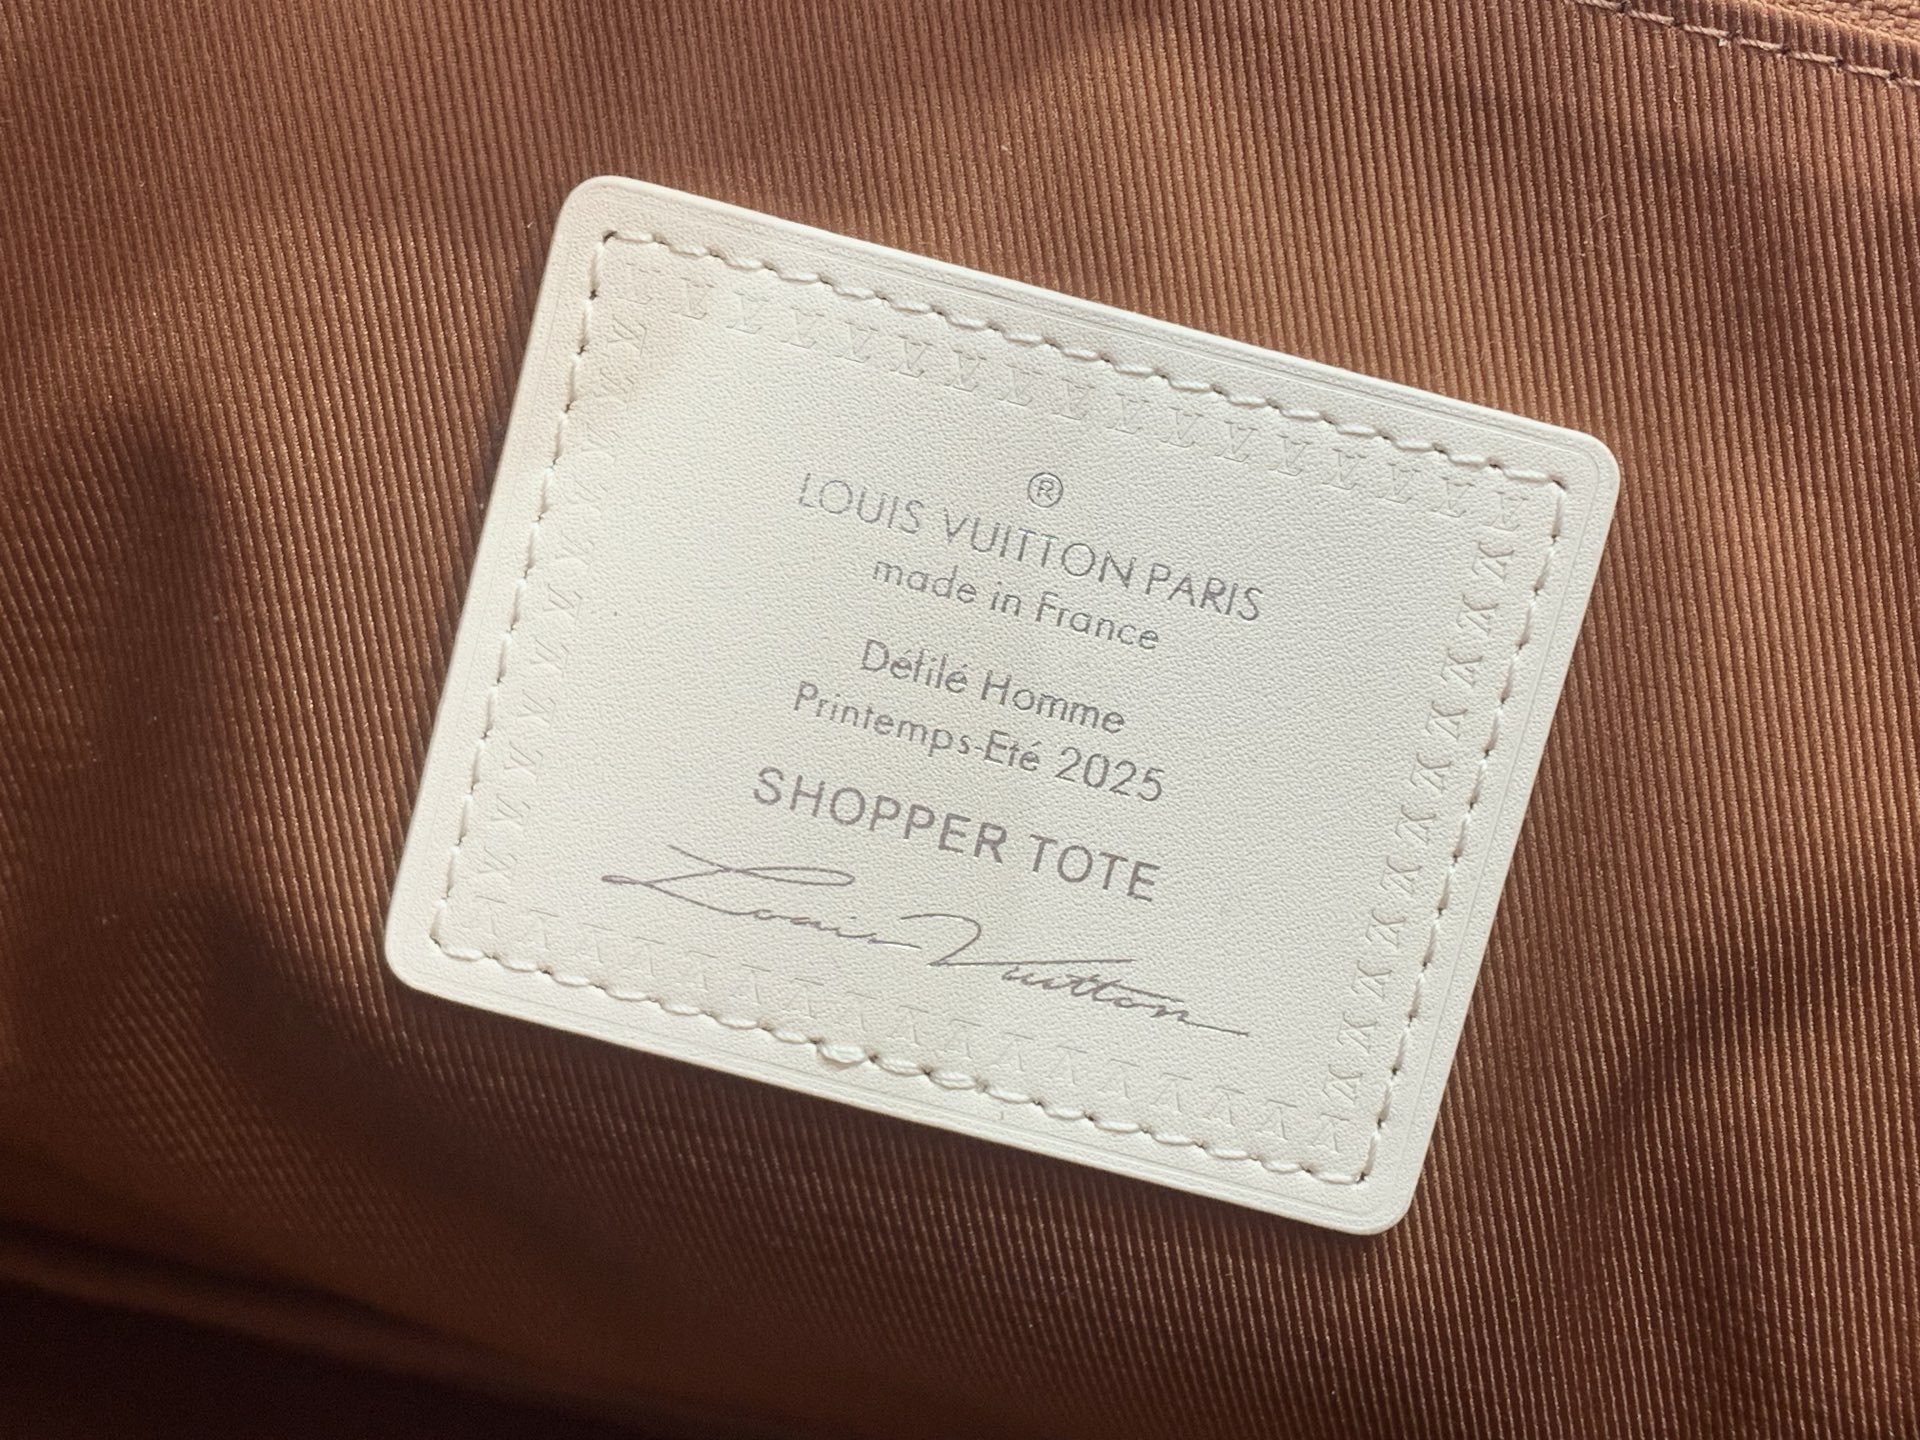 ®
LOUIS VUITTON PARIS
made in France
Défilé Homme
Printemps-Eté 2025
SHOPPER TOTE
Louis Vuitton